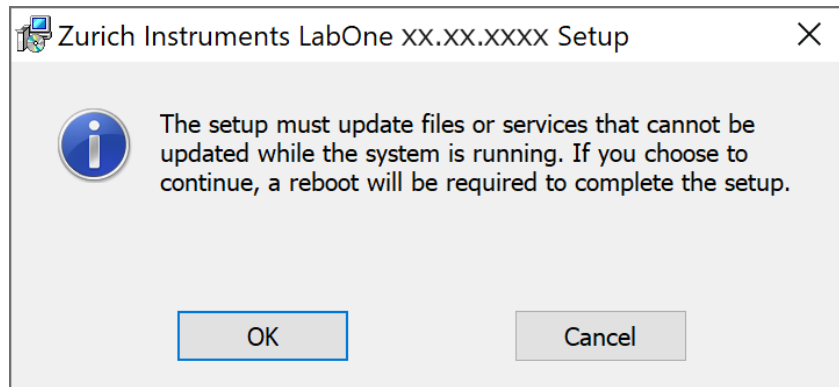 Zurich Instruments LabOne xx.xx.xxxx Setup
The setup must update files or services that cannot be
updated while the system is running. If you choose to
continue, a reboot will be required to complete the setup.
OK
Cancel